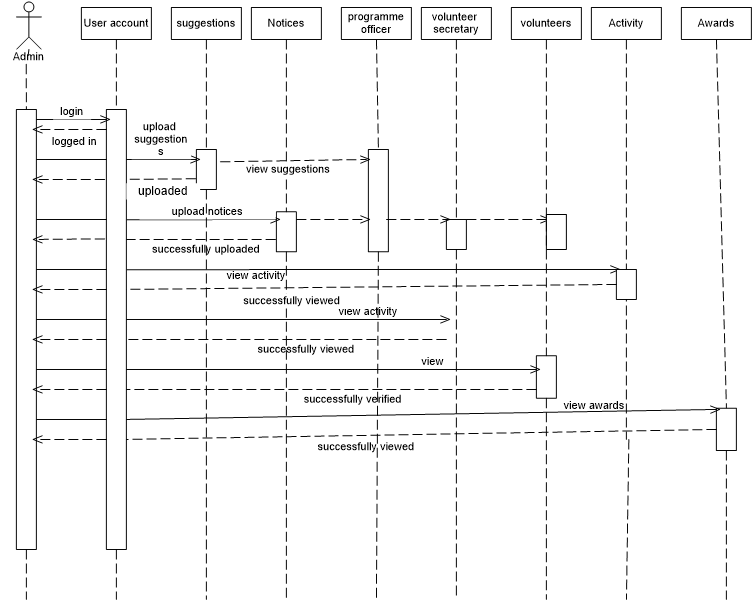 Admin
User account
suggestions
Notices
programme
officer
volunteer
secretary
volunteers
Activity
Awards
login
logged in
upload
suggestion
s
view suggestions
uploaded
upload notices
successfully uploaded
view activity
successfully viewed
view activity
successfully viewed
view
successfully verified
view awards
successfully viewed